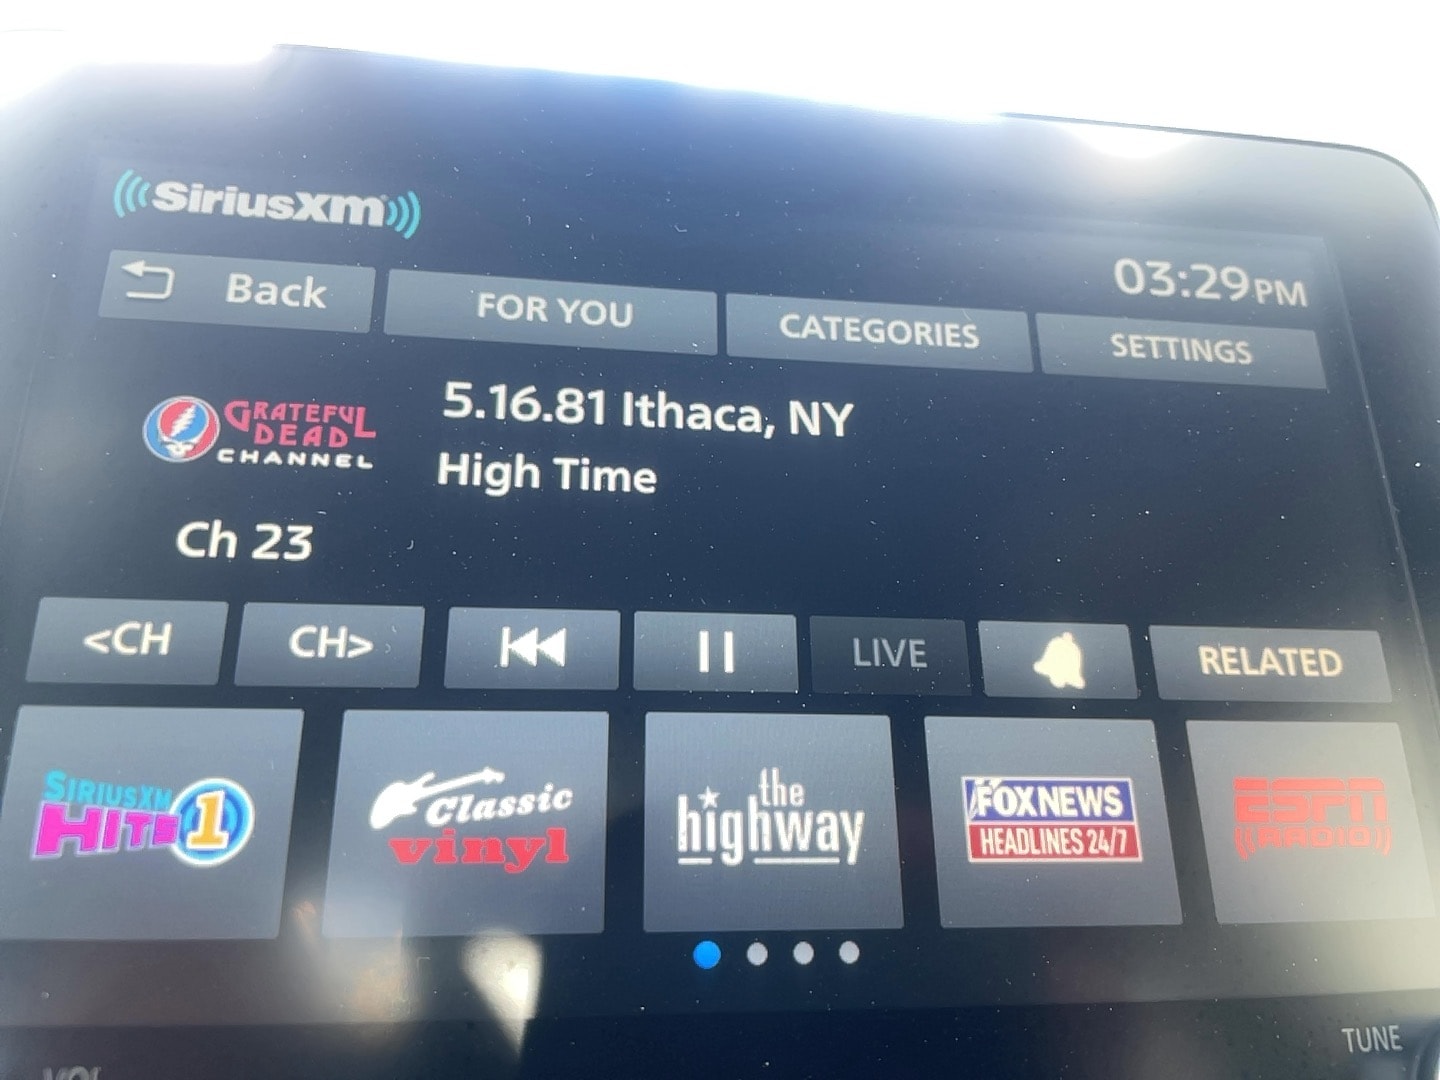 SiriusXM
Back
FOR YOU
CATEGORIES
SETTINGS
03:29PM
GRATEFUL
DEAD
CHANNEL
5.16.81 Ithaca, NY
High Time
Ch 23
<CH
CH>
LIVE
RELATED
SIRIUSXM
HITS 1
Classic
vinyl
the
highway
FOX NEWS
HEADLINES 24/7
ESPN
RADIO
VOL
TUNE